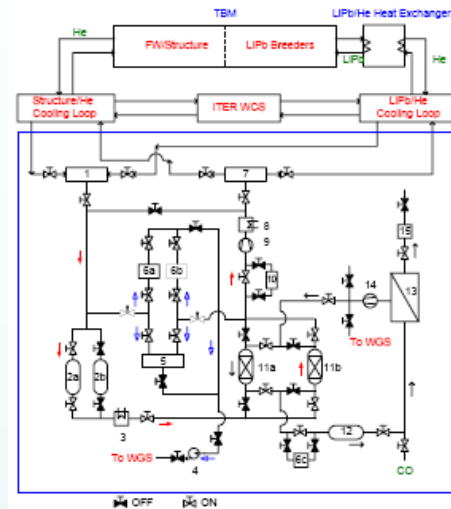 TBM
LIPb/He Heat Exchanger
He
FW/Structure
LIPb Breeders
LIPb
He
Structure/He
Cooling Loop
ITER WCS
LIPb/He
Cooling Loop
1
7
8
9
15
6a
6b
10
14
13
To WGS
5
11a
11b
2a
2b
3
12
6c
To WGS
4
CO
OFF
ON